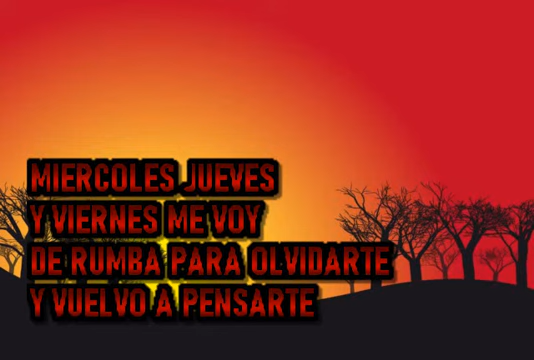 MIERCOLES JUEVES
Y VIERNES ME VOY
DE RUMBA PARA OLVIDARTE
Y VUELVO A PENSARTE